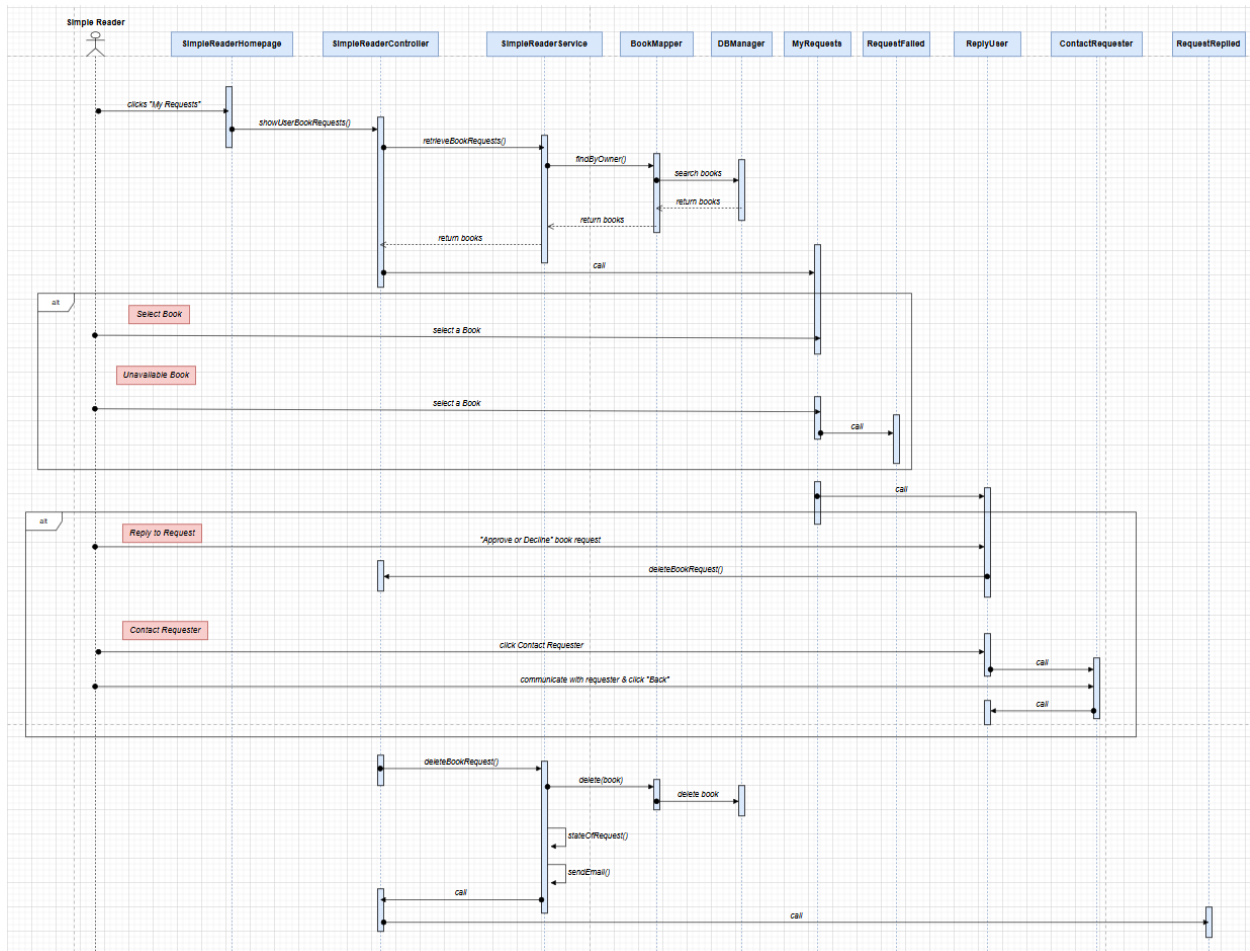 Simple Reader
SimpleReaderHomepage
SimpleReaderController
SimpleReaderService
BookMapper
DBManager
MyRequests
RequestFailed
ReplyUser
ContactRequester
RequestReplied
clicks "My Requests"
showUserBookRequests()
retrieveBookRequests()
findByOwner()
search books
return books
return books
return books
call
alt
Select Book
select a Book
Unavailable Book
select a Book
call
call
alt
Reply to Request
"Approve or Decline" book request
deleteBookRequest()
Contact Requester
click Contact Requester
call
communicate with requester & click "Back"
call
deleteBookRequest()
delete(book)
delete book
stateOfRequest()
sendEmail()
call
call